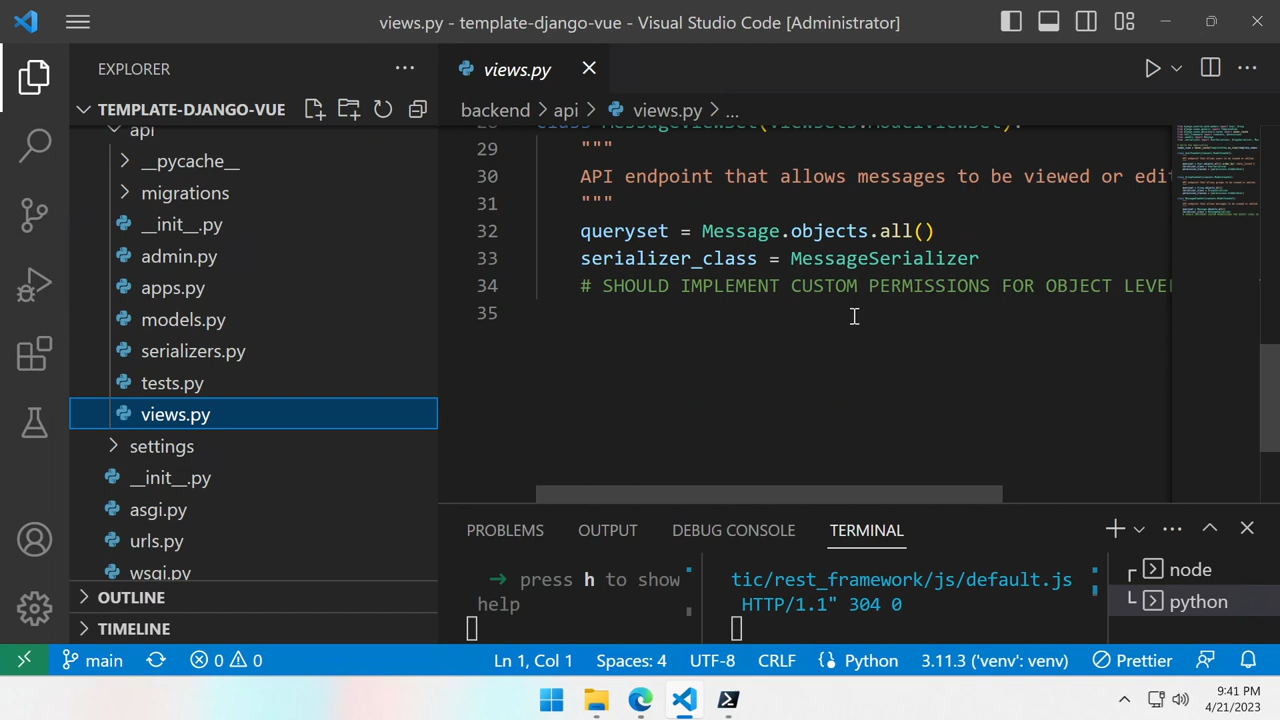 views.py - template-django-vue - Visual Studio Code [Administrator]
EXPLORER
TEMPLATE-DJANGO-VUE
api
__pycache__
migrations
__init__.py
admin.py
apps.py
models.py
serializers.py
tests.py
views.py
settings
__init__.py
asgi.py
urls.py
wsgi.py
OUTLINE
TIMELINE
views.py
backend > api > views.py > ...
28 class MessageViewSet(viewsets.ModelViewSet):
29 """
30 API endpoint that allows messages to be viewed or edit
31 """
32 queryset = Message.objects.all()
33 serializer_class = MessageSerializer
34 # SHOULD IMPLEMENT CUSTOM PERMISSIONS FOR OBJECT LEVE
35
PROBLEMS OUTPUT DEBUG CONSOLE TERMINAL
➜ press h to show
help
tic/rest_framework/js/default.js
HTTP/1.1" 304 0
node
python
main 0 0 Ln 1, Col 1 Spaces: 4 UTF-8 CRLF Python 3.11.3 ('venv': venv) Prettier
9:41 PM
4/21/2023